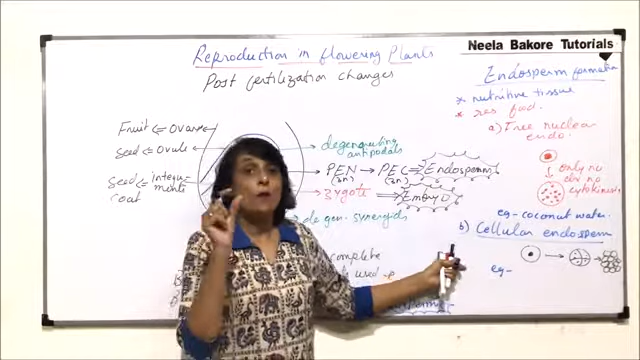 Neela Bakore Tutorials
Reproduction in flowering Plants
Post fertilization changes
Fruit <= Ovary
Seed <= Ovule
Seed <= Integu-
coat ments
degenerating
antipodals
PEN → PEC => Endosperm
(3n) (3n)
zygote => Embryo
degen. synergids
complete
used
Endosperm formation
* nutritive tissue
* res food.
a) Free nuclear
endo.
only nu
div no
cytokinesis
eg - coconut water.
b) Cellular endosperm
eg -